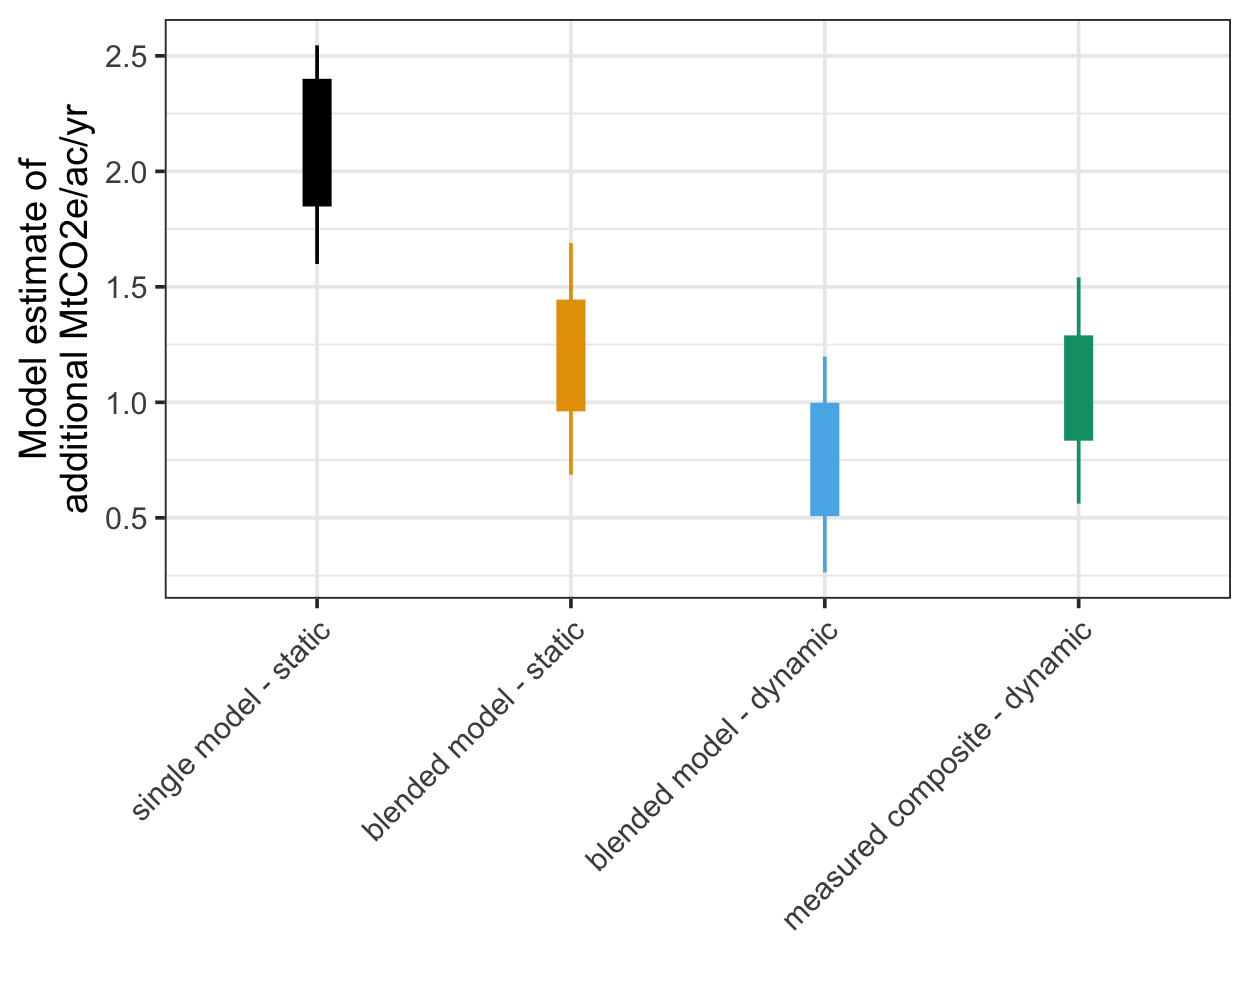 Model estimate of
additional MtCO2e/ac/yr
2.5
2.0
1.5
1.0
0.5
single model - static
blended model - static
blended model - dynamic
measured composite - dynamic